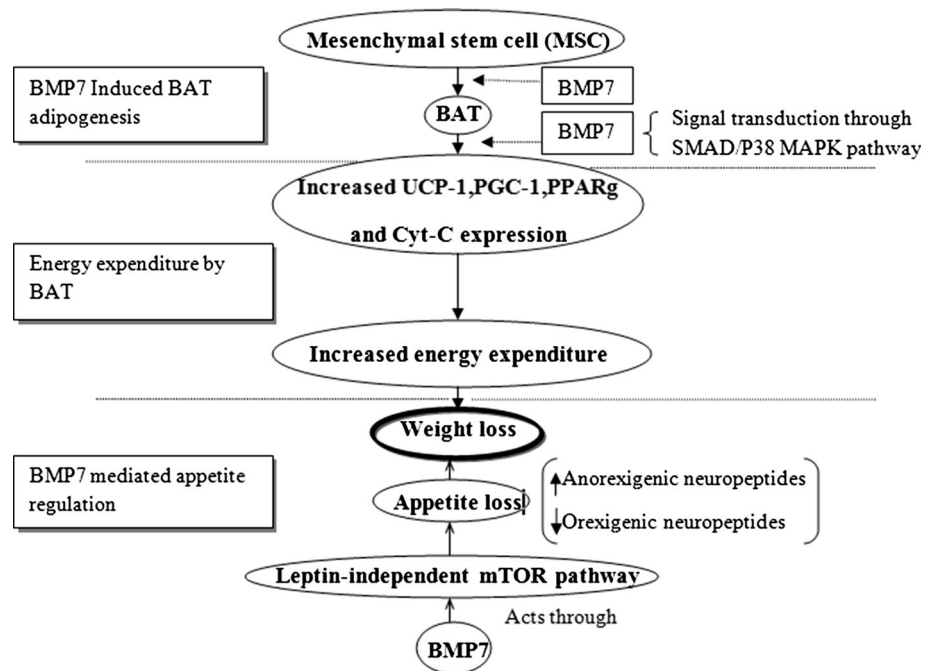 Mesenchymal stem cell (MSC)
BMP7 Induced BAT
adipogenesis
BMP7
BAT
BMP7
Signal transduction through
SMAD/P38 MAPK pathway
Increased UCP-1,PGC-1,PPARg
and Cyt-C expression
Energy expenditure by
BAT
Increased energy expenditure
Weight loss
BMP7 mediated appetite
regulation
Appetite loss
Anorexigenic neuropeptides
Orexigenic neuropeptides
Leptin-independent mTOR pathway
Acts through
BMP7